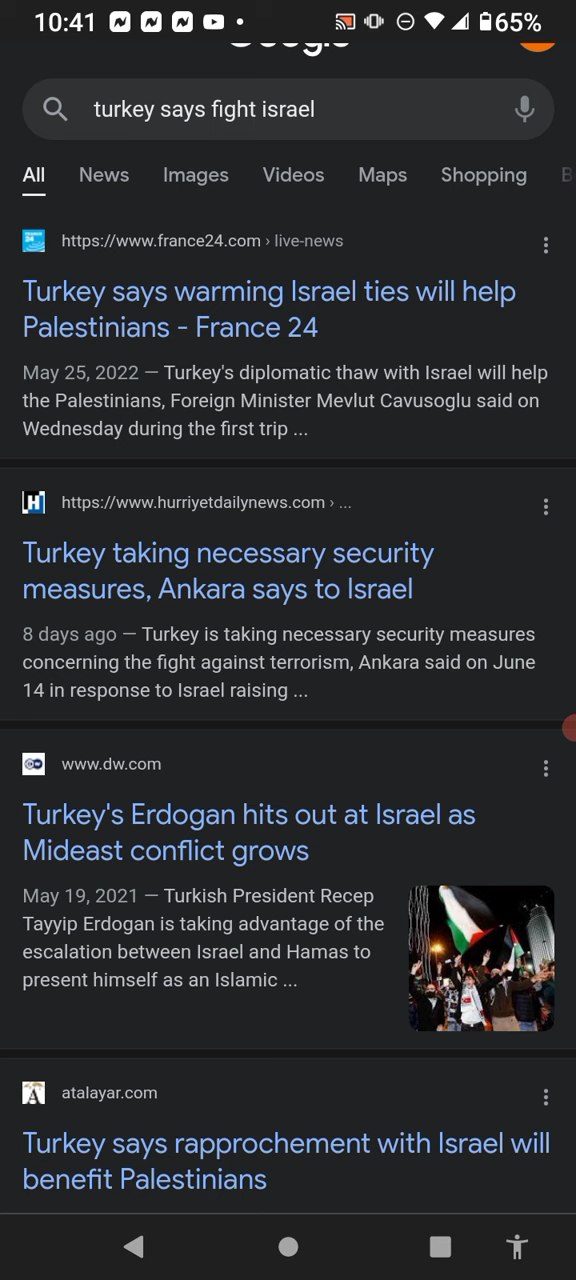 10:41
65%
Google
turkey says fight israel
All News Images Videos Maps Shopping
https://www.france24.com › live-news
Turkey says warming Israel ties will help
Palestinians - France 24
May 25, 2022 — Turkey's diplomatic thaw with Israel will help
the Palestinians, Foreign Minister Mevlut Cavusoglu said on
Wednesday during the first trip ...
https://www.hurriyetdailynews.com › ...
Turkey taking necessary security
measures, Ankara says to Israel
8 days ago — Turkey is taking necessary security measures
concerning the fight against terrorism, Ankara said on June
14 in response to Israel raising ...
www.dw.com
Turkey's Erdogan hits out at Israel as
Mideast conflict grows
May 19, 2021 — Turkish President Recep
Tayyip Erdogan is taking advantage of the
escalation between Israel and Hamas to
present himself as an Islamic ...
atalayar.com
Turkey says rapprochement with Israel will
benefit Palestinians